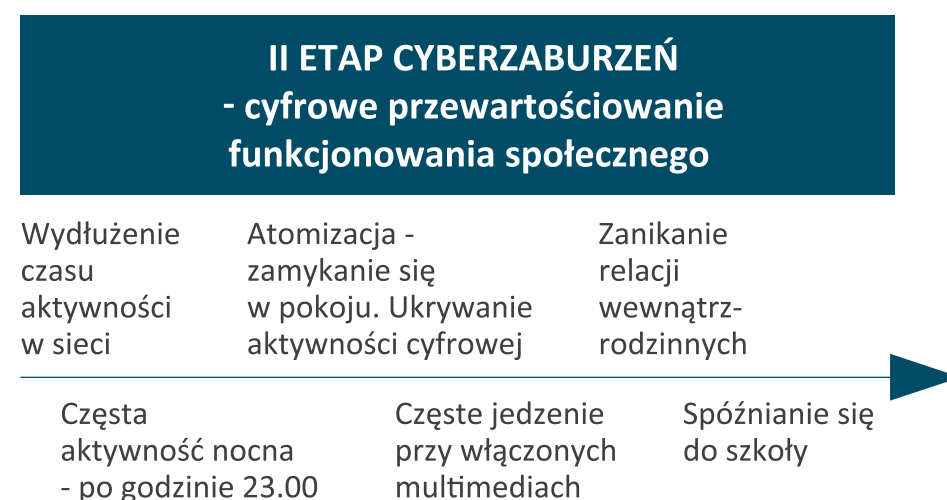 II ETAP CYBERZABURZEŃ
- cyfrowe przewartościowanie
funkcjonowania społecznego
Wydłużenie
czasu
aktywności
w sieci
Atomizacja -
zamykanie się
w pokoju. Ukrywanie
aktywności cyfrowej
Zanikanie
relacji
wewnątrz-
rodzinnych
Częsta
aktywność nocna
- po godzinie 23.00
Częste jedzenie
przy włączonych
multimediach
Spóźnianie się
do szkoły